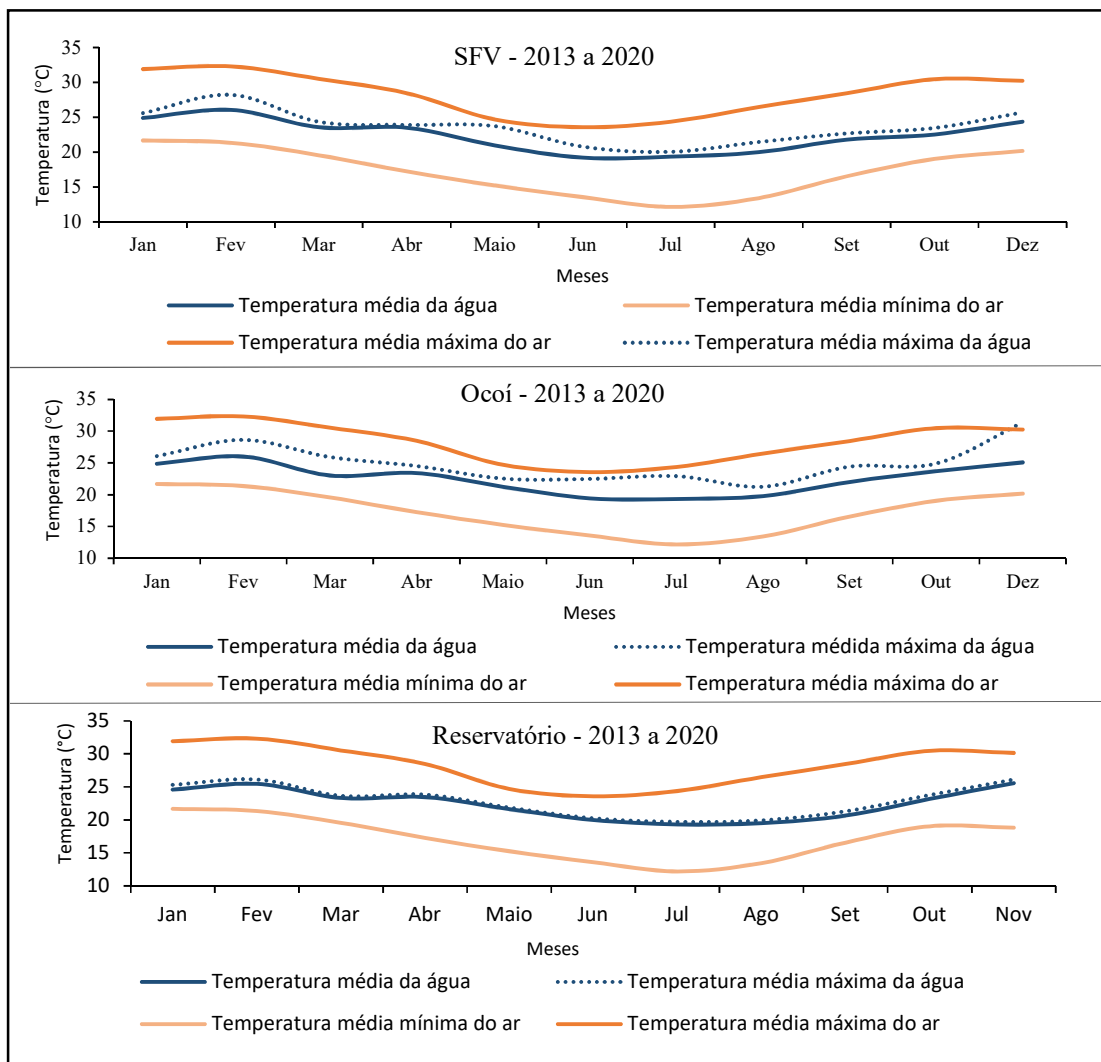 SFV - 2013 a 2020
Temperatura (°C)
35
30
25
20
15
10
Jan Fev Mar Abr Maio Jun Jul Ago Set Out Dez
Meses
Temperatura média da água Temperatura média mínima do ar
Temperatura média máxima do ar Temperatura média máxima da água
Ocoí - 2013 a 2020
Temperatura (°C)
35
30
25
20
15
10
Jan Fev Mar Abr Maio Jun Jul Ago Set Out Dez
Meses
Temperatura média da água Temperatura médida máxima da água
Temperatura média mínima do ar Temperatura média máxima do ar
Reservatório - 2013 a 2020
Temperatura (°C)
35
30
25
20
15
10
Jan Fev Mar Abr Maio Jun Jul Ago Set Out Nov
Meses
Temperatura média da água Temperatura média máxima da água
Temperatura média mínima do ar Temperatura média máxima do ar